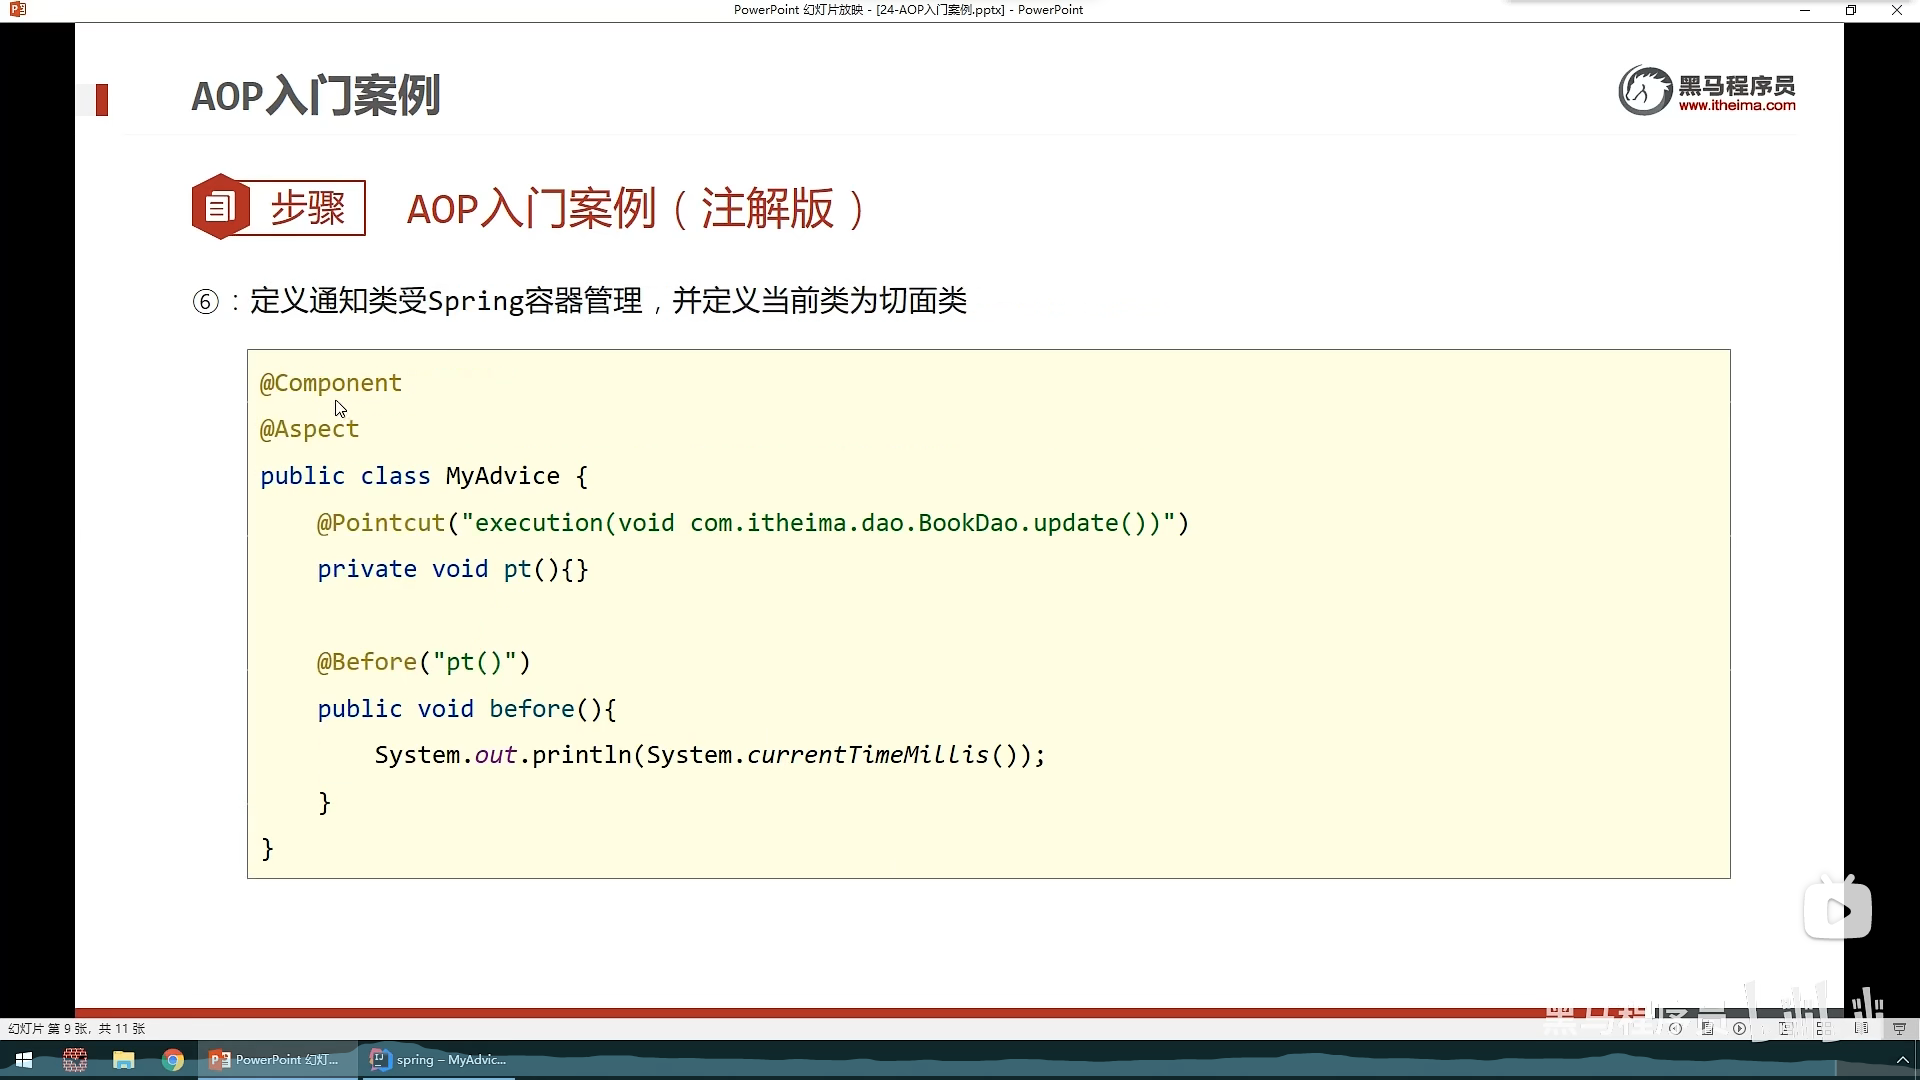 PowerPoint 幻灯片放映 - [24-AOP入门案例.pptx] - PowerPoint
AOP入门案例
黑马程序员
www.itheima.com
步骤
AOP入门案例（注解版）
⑥：定义通知类受Spring容器管理，并定义当前类为切面类
@Component
@Aspect
public class MyAdvice {
@Pointcut("execution(void com.itheima.dao.BookDao.update())")
private void pt(){}
@Before("pt()")
public void before(){
System.out.println(System.currentTimeMillis());
}
}
黑马程序员
幻灯片 第 9 张，共 11 张
PowerPoint 幻灯...
spring – MyAdvic...